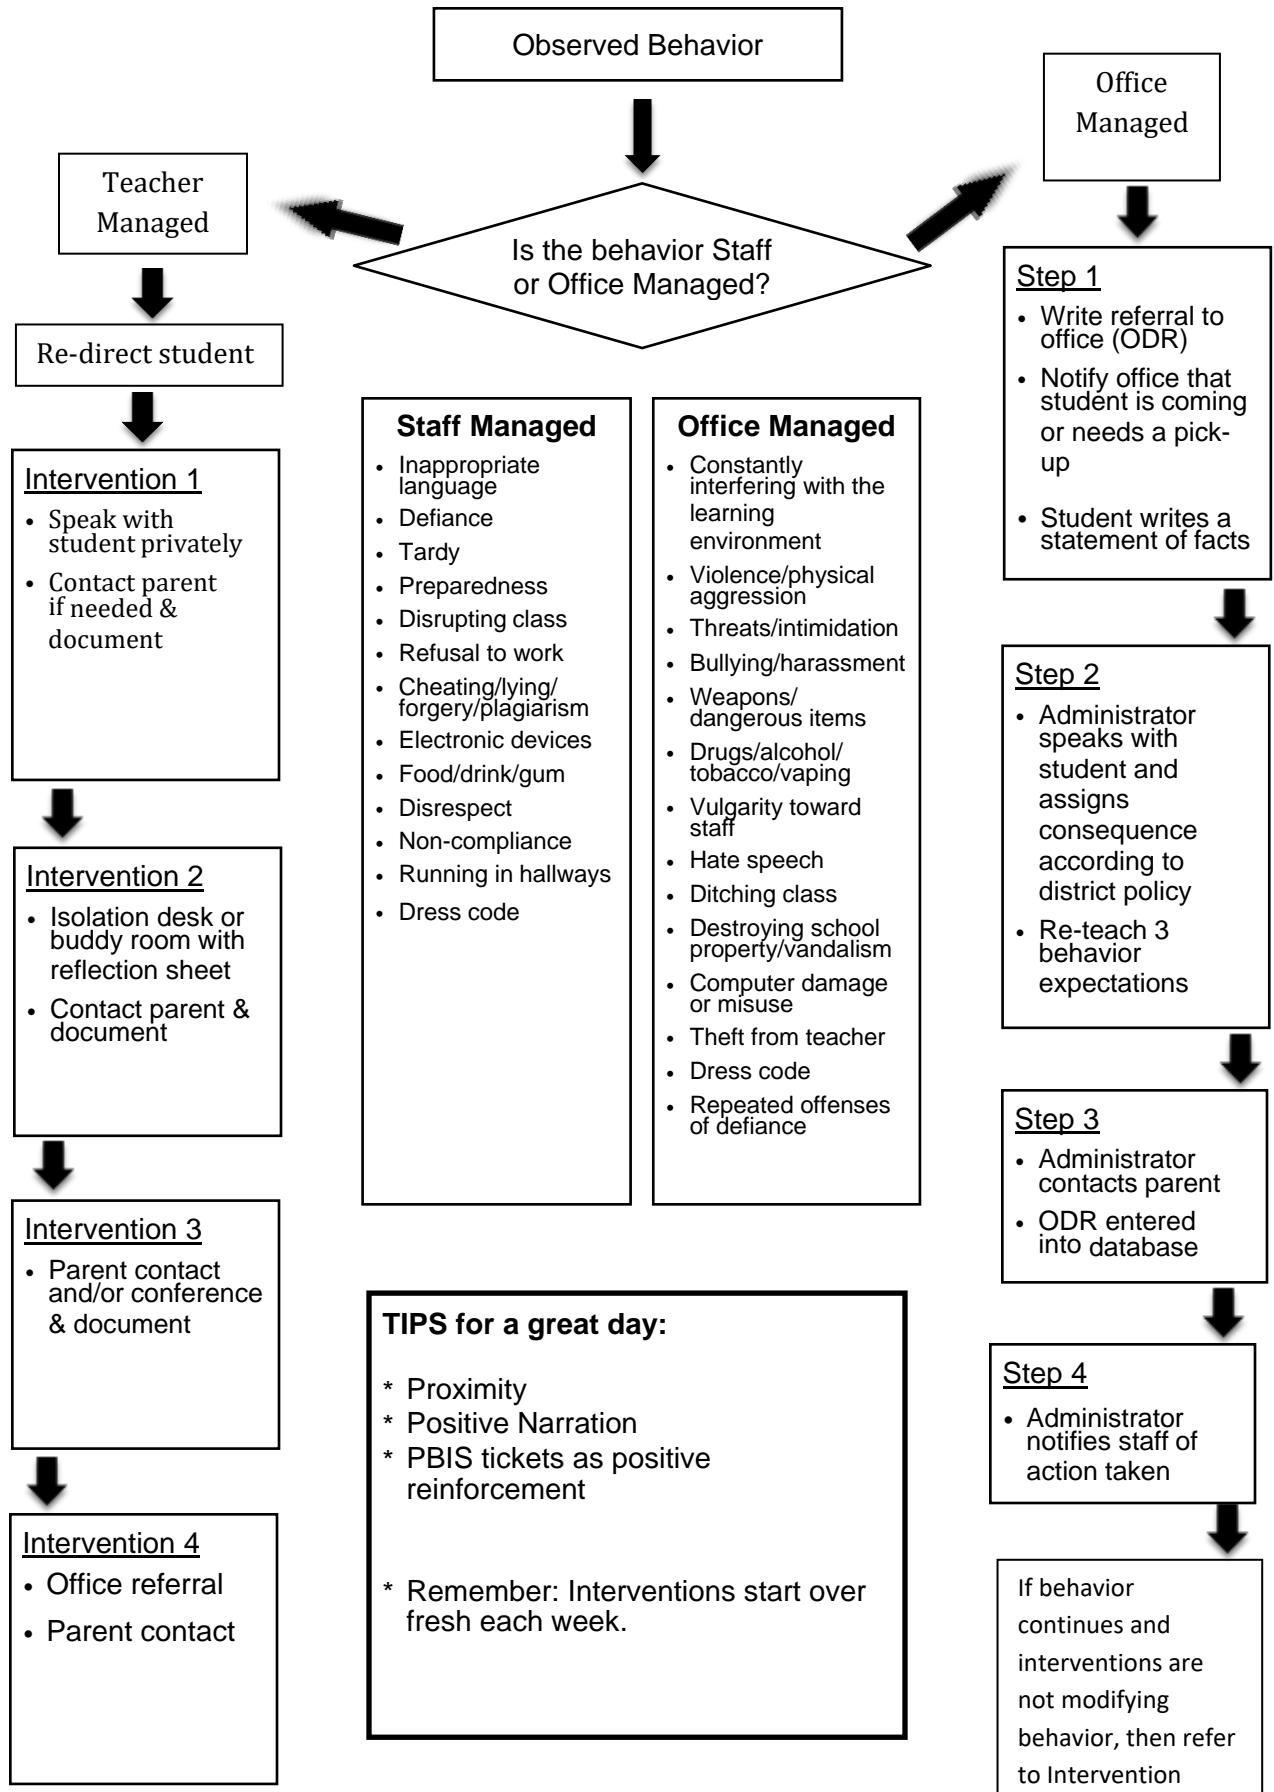 Observed Behavior
Office
Managed
Teacher
Managed
Is the behavior Staff
or Office Managed?
Re-direct student
Intervention 1
• Speak with
student privately
• Contact parent
if needed &
document
Intervention 2
• Isolation desk or
buddy room with
reflection sheet
• Contact parent &
document
Intervention 3
• Parent contact
and/or conference
& document
Intervention 4
• Office referral
• Parent contact
Staff Managed
• Inappropriate
language
• Defiance
• Tardy
• Preparedness
• Disrupting class
• Refusal to work
• Cheating/lying/
forgery/plagiarism
• Electronic devices
• Food/drink/gum
• Disrespect
• Non-compliance
• Running in hallways
• Dress code
Office Managed
• Constantly
interfering with the
learning
environment
• Violence/physical
aggression
• Threats/intimidation
• Bullying/harassment
• Weapons/
dangerous items
• Drugs/alcohol/
tobacco/vaping
• Vulgarity toward
staff
• Hate speech
• Ditching class
• Destroying school
property/vandalism
• Computer damage
or misuse
• Theft from teacher
• Dress code
• Repeated offenses
of defiance
TIPS for a great day:
* Proximity
* Positive Narration
* PBIS tickets as positive
reinforcement
* Remember: Interventions start over
fresh each week.
Step 1
• Write referral to
office (ODR)
• Notify office that
student is coming
or needs a pick-
up
• Student writes a
statement of facts
Step 2
• Administrator
speaks with
student and
assigns
consequence
according to
district policy
• Re-teach 3
behavior
expectations
Step 3
• Administrator
contacts parent
• ODR entered
into database
Step 4
• Administrator
notifies staff of
action taken
If behavior
continues and
interventions are
not modifying
behavior, then refer
to Intervention